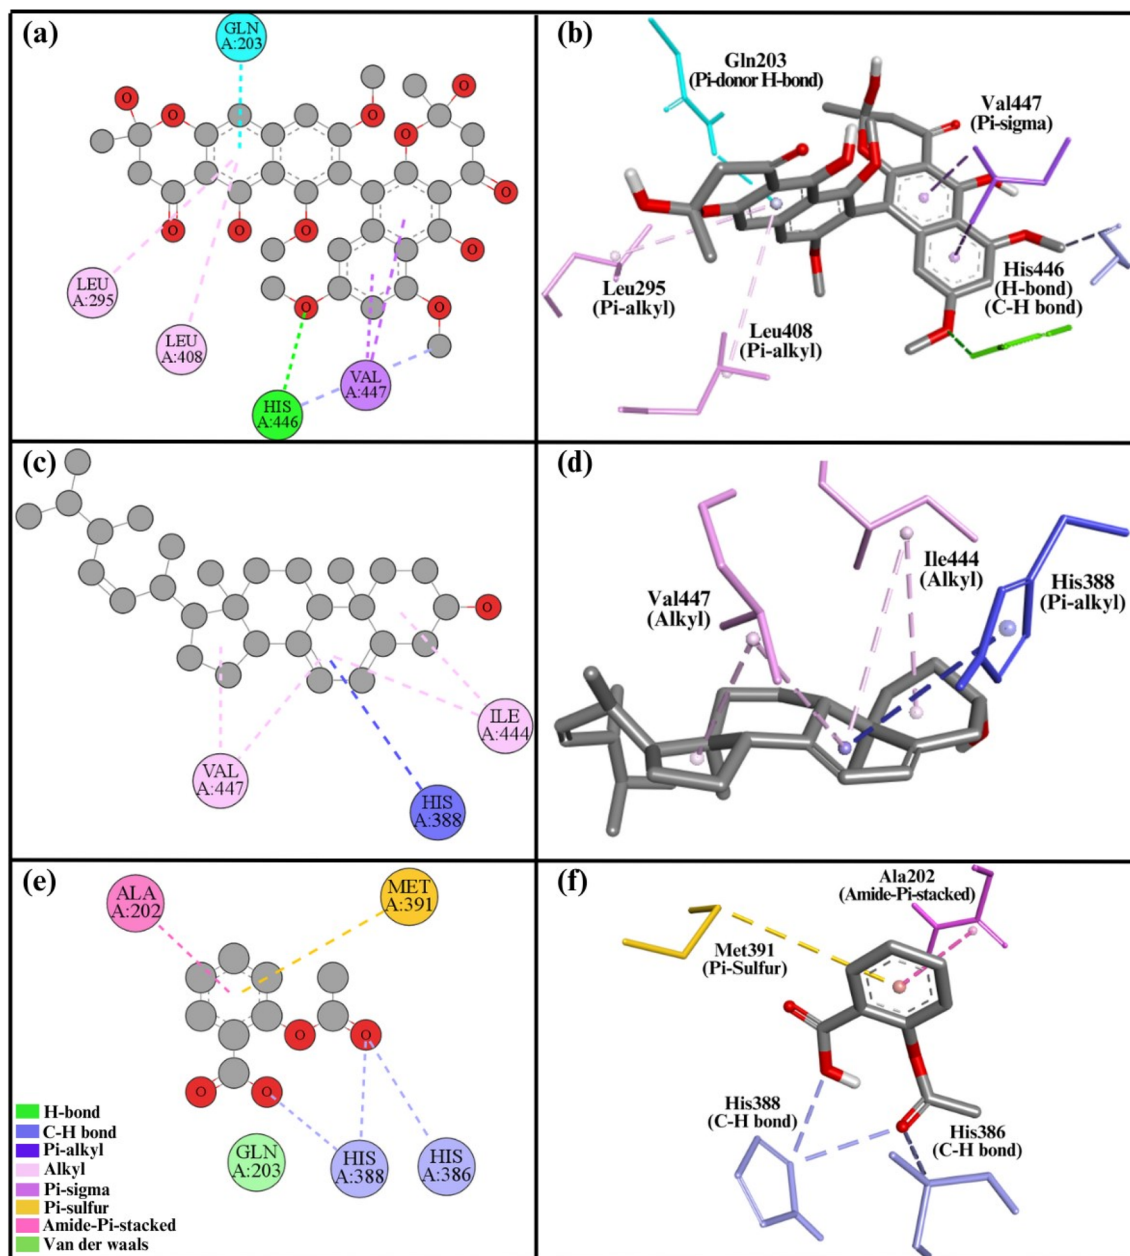 (a)
GLN
A:203
O
O
O
O
O
O
O
O
O
O
O
O
O
O
LEU
A:295
LEU
A:408
VAL
A:447
HIS
A:446
(b)
Gln203
(Pi-donor H-bond)
Val447
(Pi-sigma)
Leu295
(Pi-alkyl)
Leu408
(Pi-alkyl)
His446
(H-bond)
(C-H bond)
(c)
O
ILE
A:444
VAL
A:447
HIS
A:388
(d)
Ile444
(Alkyl)
Val447
(Alkyl)
His388
(Pi-alkyl)
(e)
ALA
A:202
MET
A:391
O
O
O
O
GLN
A:203
HIS
A:388
HIS
A:386
H-bond
C-H bond
Pi-alkyl
Alkyl
Pi-sigma
Pi-sulfur
Amide-Pi-stacked
Van der waals
(f)
Ala202
(Amide-Pi-stacked)
Met391
(Pi-Sulfur)
His388
(C-H bond)
His386
(C-H bond)